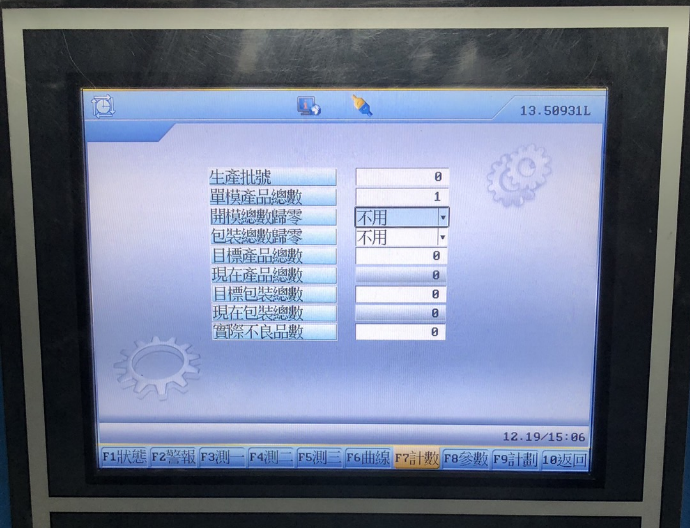 13.50931L
生產批號 0
單模產品總數 1
開模總數歸零 不用
包裝總數歸零 不用
目標產品總數 0
現在產品總數 0
目標包裝總數 0
現在包裝總數 0
實際不良品數 0
12.19/15:06
F1狀態 F2警報 F3測一 F4測二 F5測三 F6曲線 F7計數 F8參數 F9計劃 10返回